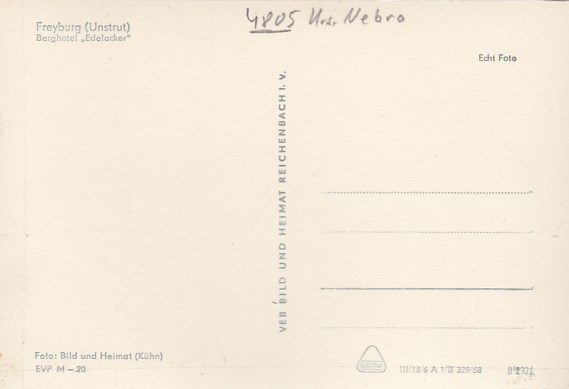 4805 Nebra
Freyburg (Unstrut)
Berghotel „Edelacker"
Echt Foto
VEB BILD UND HEIMAT REICHENBACH I. V.
Foto: Bild und Heimat (Kühn)
EVP M —.20
III/18/6 A 1/B 329/68